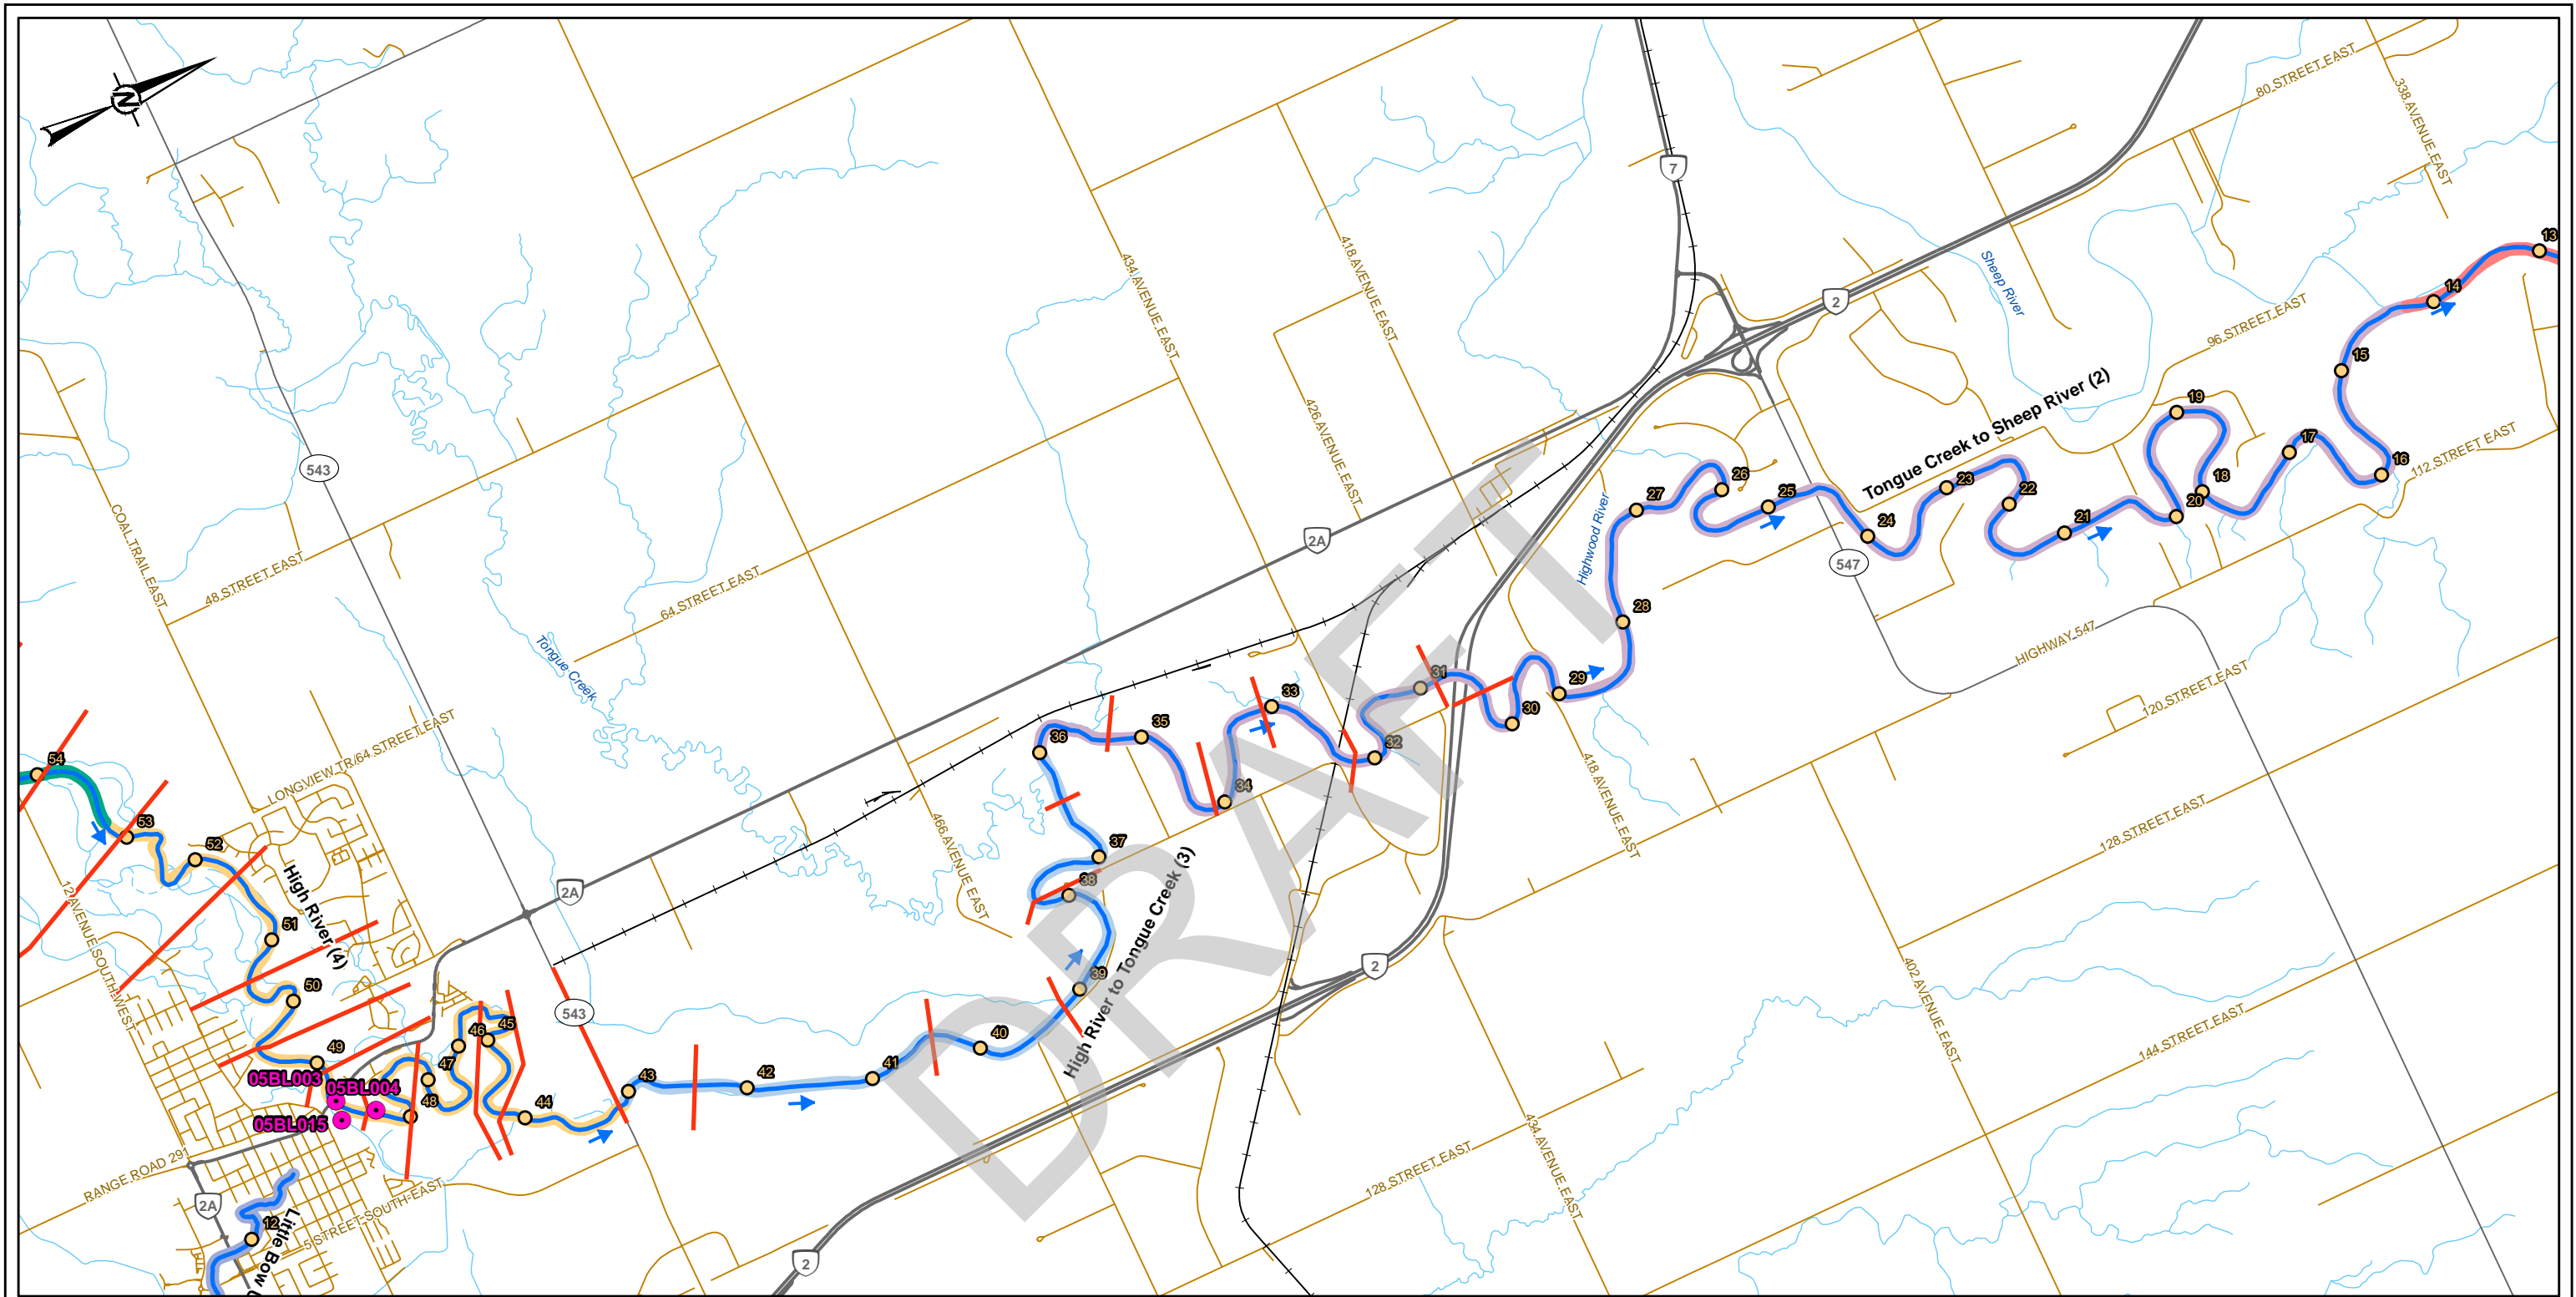 N
80 STREET EAST
338 AVENUE EAST
7
13
434 AVENUE EAST
418 AVENUE EAST
Sheep River
14
2
96 STREET EAST
15
426 AVENUE EAST
Tongue Creek to Sheep River (2)
19
17
112 STREET EAST
543
16
26
23
18
27
25
22
Highwood River
24
20
21
COAL TRAIL EAST
2A
547
48 STREET EAST
64 STREET EAST
28
HIGHWAY 547
Tongue Creek
31
29
120 STREET EAST
33
30
35
36
32
LONGVIEW TR/64 STREET EAST
54
34
418 AVENUE EAST
53
466 AVENUE EAST
128 STREET EAST
52
37
High River (4)
38
2A
12 AVENUE SOUTH WEST
51
High River to Tongue Creek (3)
2
39
402 AVENUE EAST
50
543
40
144 STREET EAST
45
46
49
41
47
43
42
05BL003
05BL004
48
44
05BL015
434 AVENUE EAST
RANGE ROAD 291
128 STREET EAST
2A
5 STREET SOUTH EAST
12
Little Bow
2
DRAFT